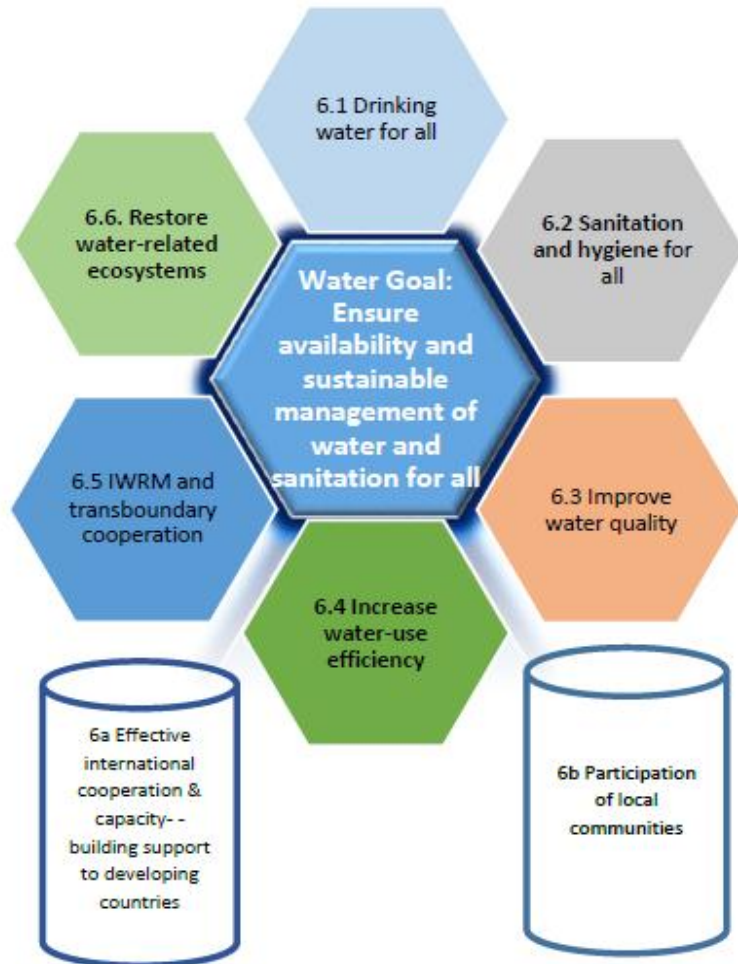 6.1 Drinking
water for all
6.6. Restore
water-related
ecosystems
6.2 Sanitation
and hygiene for
all
Water Goal:
Ensure
availability and
sustainable
management of
water and
sanitation for all
6.5 IWRM and
transboundary
cooperation
6.3 Improve
water quality
6.4 Increase
water-use
efficiency
6a Effective
international
cooperation &
capacity- -
building support
to developing
countries
6b Participation
of local
communities